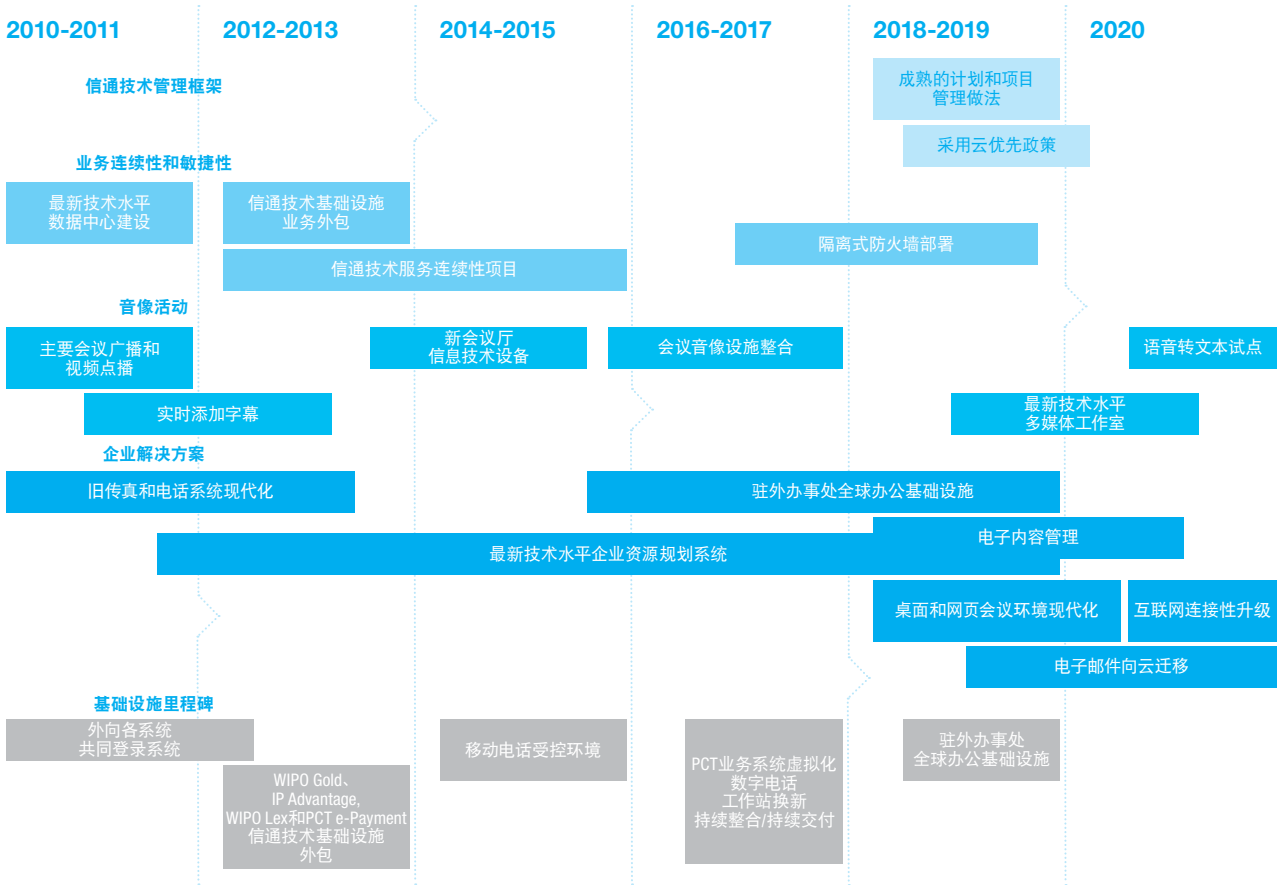 2010-2011
2012-2013
2014-2015
2016-2017
2018-2019
2020
信通技术管理框架
成熟的计划和项目
管理做法
采用云优先政策
业务连续性和敏捷性
最新技术水平
数据中心建设
信通技术基础设施
业务外包
隔离式防火墙部署
信通技术服务连续性项目
音像活动
主要会议广播和
视频点播
新会议厅
信息技术设备
会议音像设施整合
语音转文本试点
实时添加字幕
最新技术水平
多媒体工作室
企业解决方案
旧传真和电话系统现代化
驻外办事处全球办公基础设施
电子内容管理
最新技术水平企业资源规划系统
桌面和网页会议环境现代化
互联网连接性升级
电子邮件向云迁移
基础设施里程碑
外向各系统
共同登录系统
移动电话受控环境
PCT业务系统虚拟化
数字电话
工作站换新
持续整合/持续交付
驻外办事处
全球办公基础设施
WIPO Gold、
IP Advantage,
WIPO Lex和PCT e-Payment
信通技术基础设施
外包